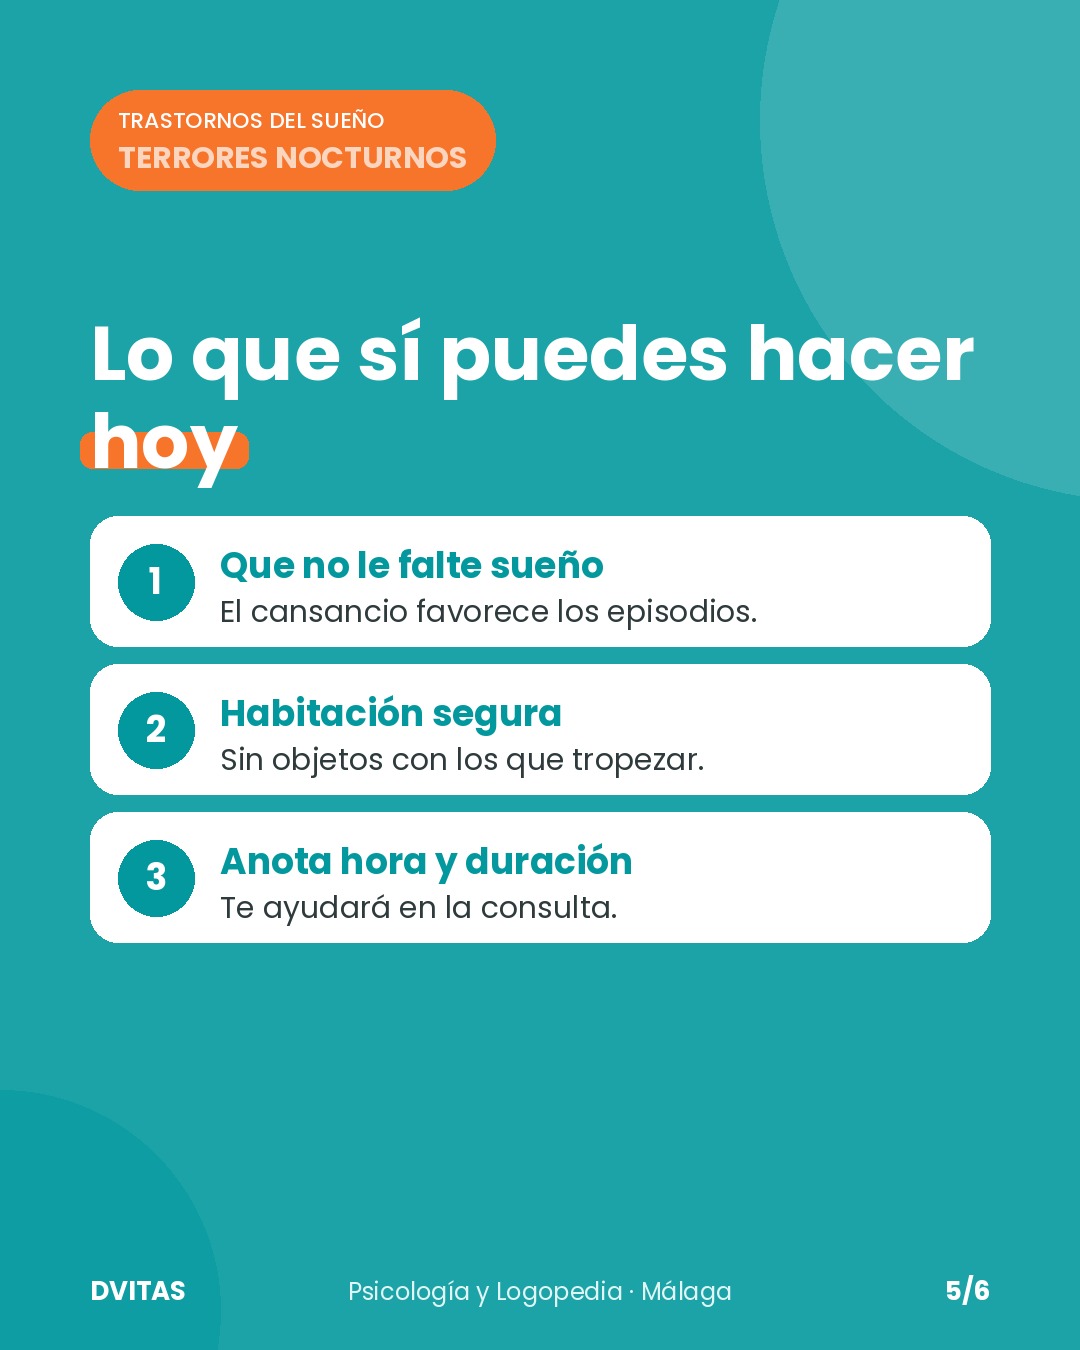 TRASTORNOS DEL SUEÑO
TERRORES NOCTURNOS
Lo que sí puedes hacer
hoy
1
Que no le falte sueño
El cansancio favorece los episodios.
2
Habitación segura
Sin objetos con los que tropezar.
3
Anota hora y duración
Te ayudará en la consulta.
DVITAS
Psicología y Logopedia · Málaga
5/6